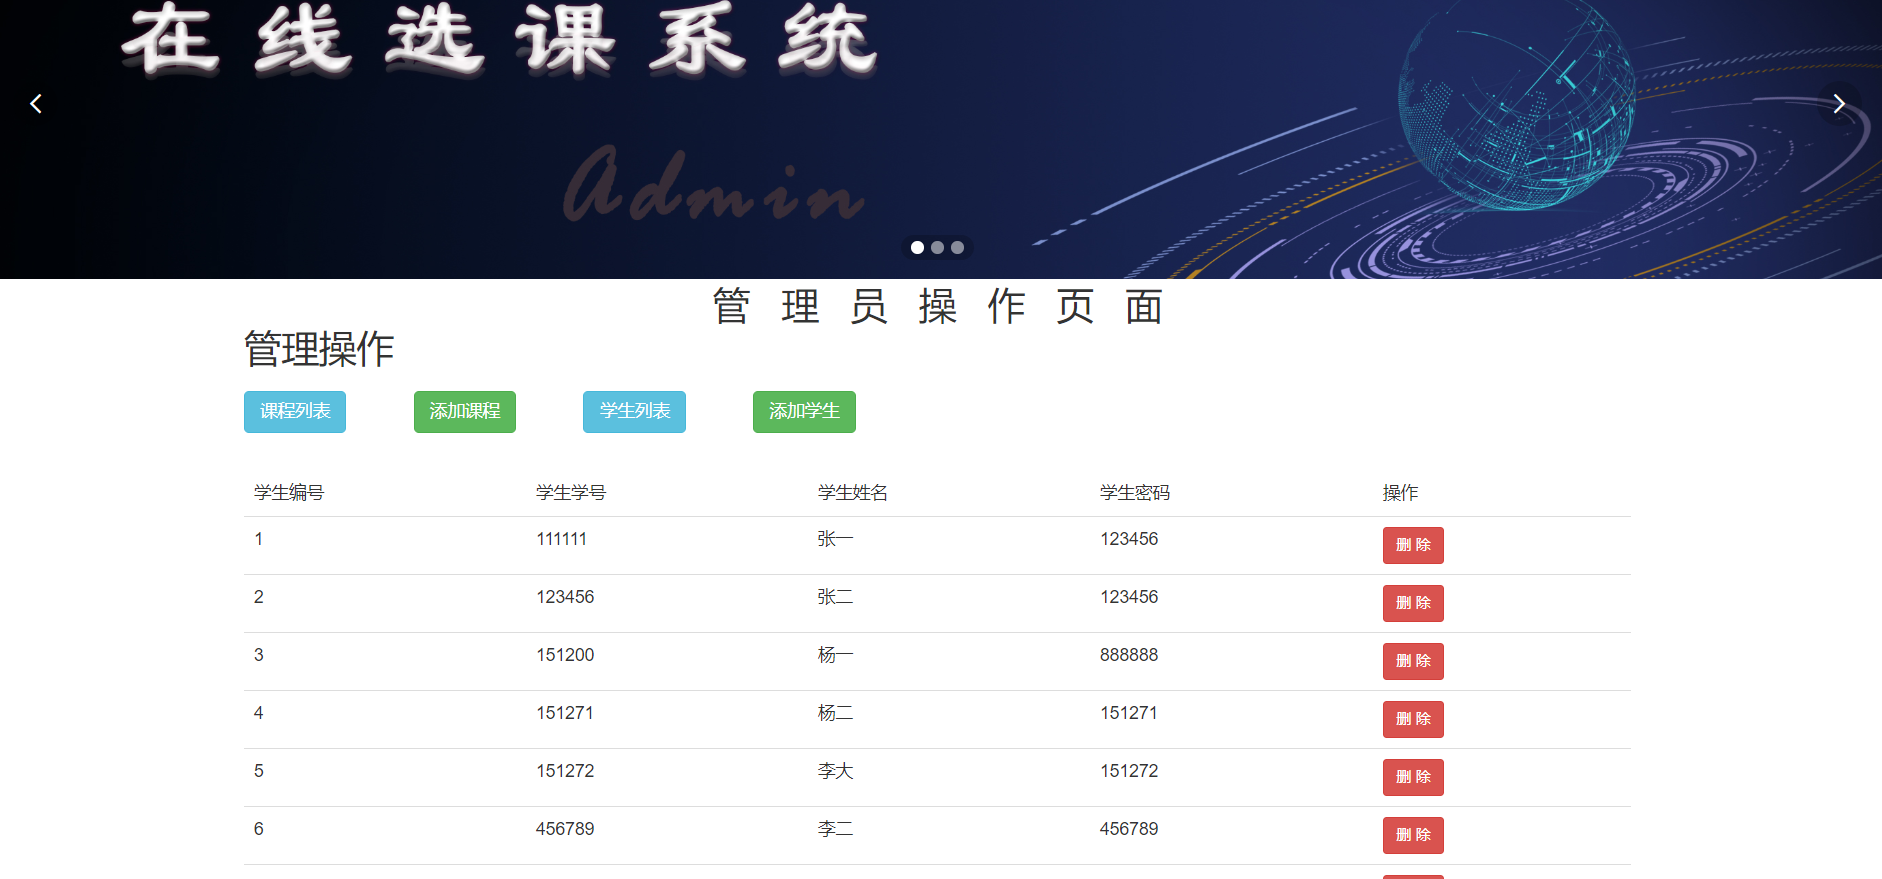 在线选课系统
Admin
管理员操作页面
管理操作
课程列表 添加课程 学生列表 添加学生
学生编号 学生学号 学生姓名 学生密码 操作
1 111111 张一 123456 删 除
2 123456 张二 123456 删 除
3 151200 杨一 888888 删 除
4 151271 杨二 151271 删 除
5 151272 李大 151272 删 除
6 456789 李二 456789 删 除